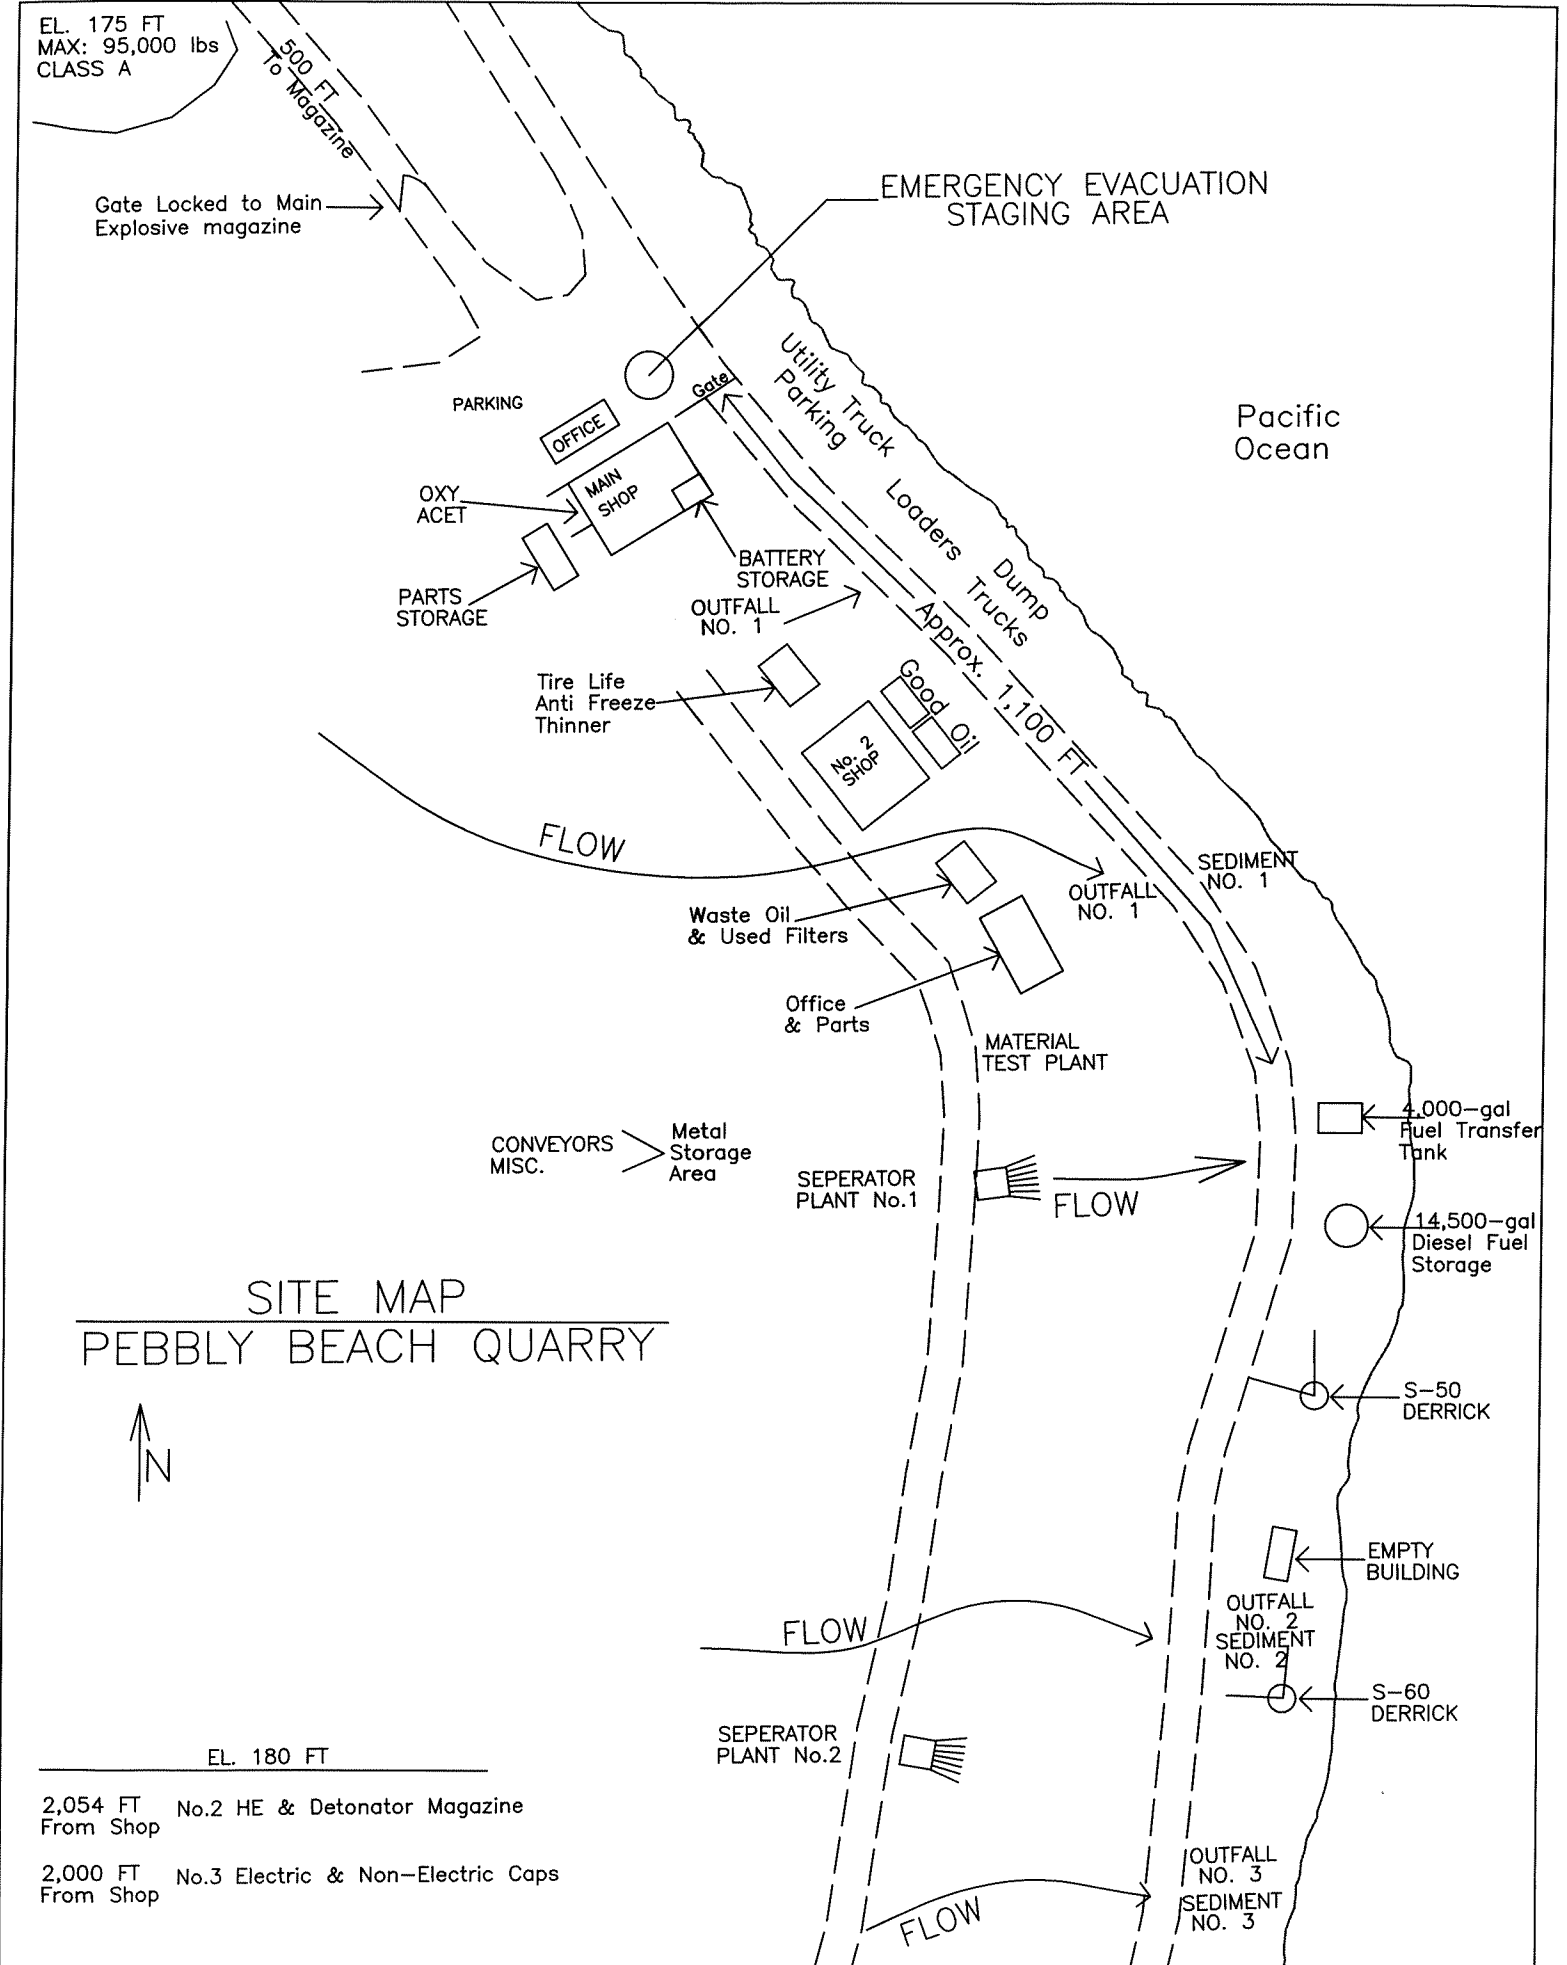 EL. 175 FT
MAX: 95,000 lbs
CLASS A
500 FT
To Magazine
Gate Locked to Main
Explosive magazine
EMERGENCY EVACUATION
STAGING AREA
Utility Truck
Parking
Loaders
Dump
Trucks
Pacific
Ocean
PARKING
Gate
OFFICE
MAIN
SHOP
OXY
ACET
BATTERY
STORAGE
PARTS
STORAGE
OUTFALL
NO. 1
Approx. 1,100 FT
Tire Life
Anti Freeze
Thinner
Good Oil
No. 2
SHOP
FLOW
SEDIMENT
NO. 1
OUTFALL
NO. 1
Waste Oil
& Used Filters
Office
& Parts
MATERIAL
TEST PLANT
4,000-gal
Fuel Transfer
Tank
CONVEYORS
MISC.
Metal
Storage
Area
SEPERATOR
PLANT No.1
FLOW
14,500-gal
Diesel Fuel
Storage
SITE MAP
PEBBLY BEACH QUARRY
N
S-50
DERRICK
EMPTY
BUILDING
OUTFALL
NO. 2
SEDIMENT
NO. 2
FLOW
S-60
DERRICK
SEPERATOR
PLANT No.2
EL. 180 FT
2,054 FT
From Shop
No.2 HE & Detonator Magazine
2,000 FT
From Shop
No.3 Electric & Non-Electric Caps
OUTFALL
NO. 3
SEDIMENT
NO. 3
FLOW